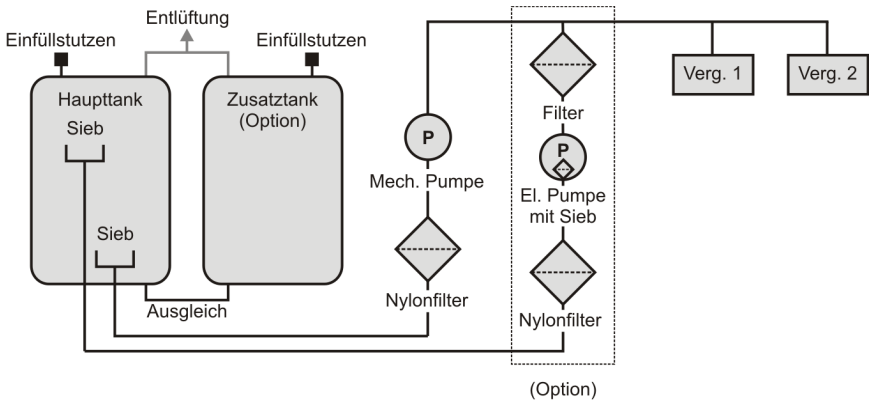 Entlüftung
Einfüllstutzen
Einfüllstutzen
Haupttank
Sieb
Sieb
Zusatztank
(Option)
Ausgleich
P
Mech. Pumpe
Nylonfilter
Filter
P
El. Pumpe
mit Sieb
Nylonfilter
(Option)
Verg. 1
Verg. 2